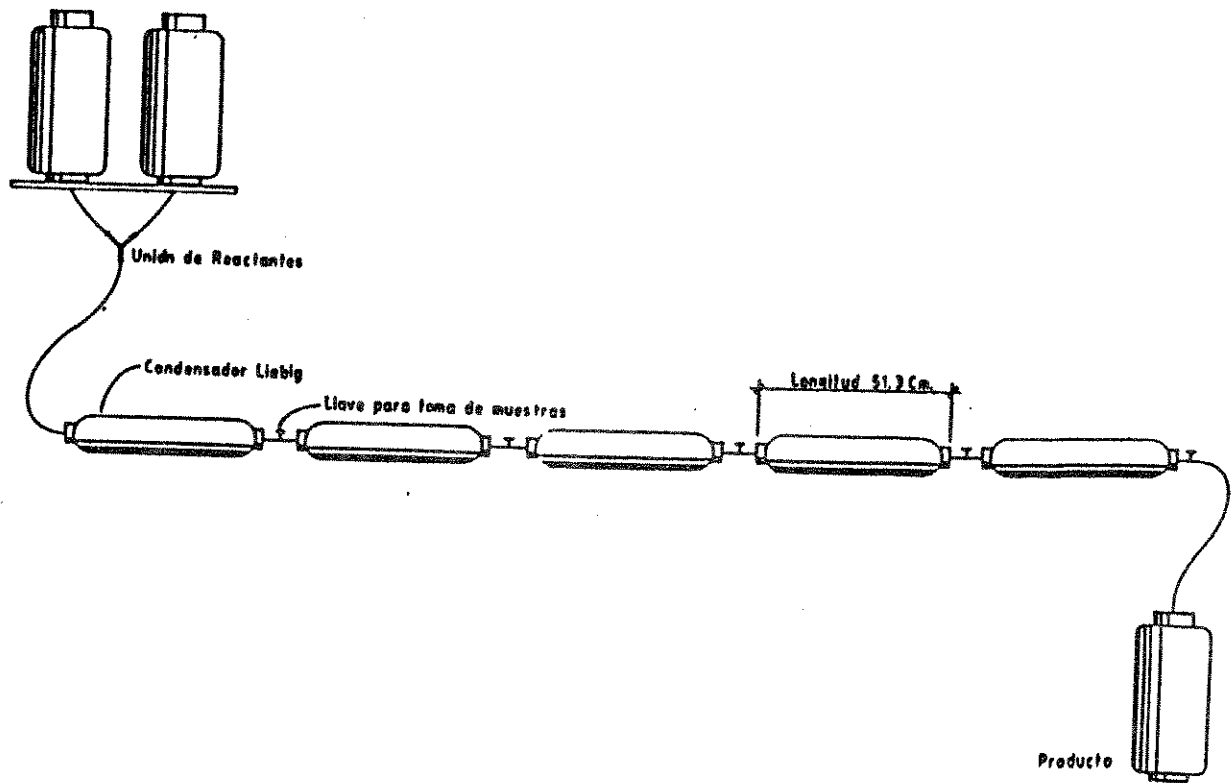 Unión de Reactantes
Condensador Liebig
Llave para toma de muestras
Longitud 51.3 Cm.
Producto